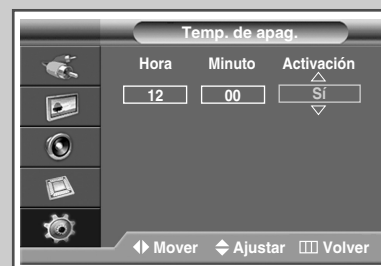 Temp. de apag.
Hora Minuto Activación
12 00 Sí
Mover Ajustar Volver